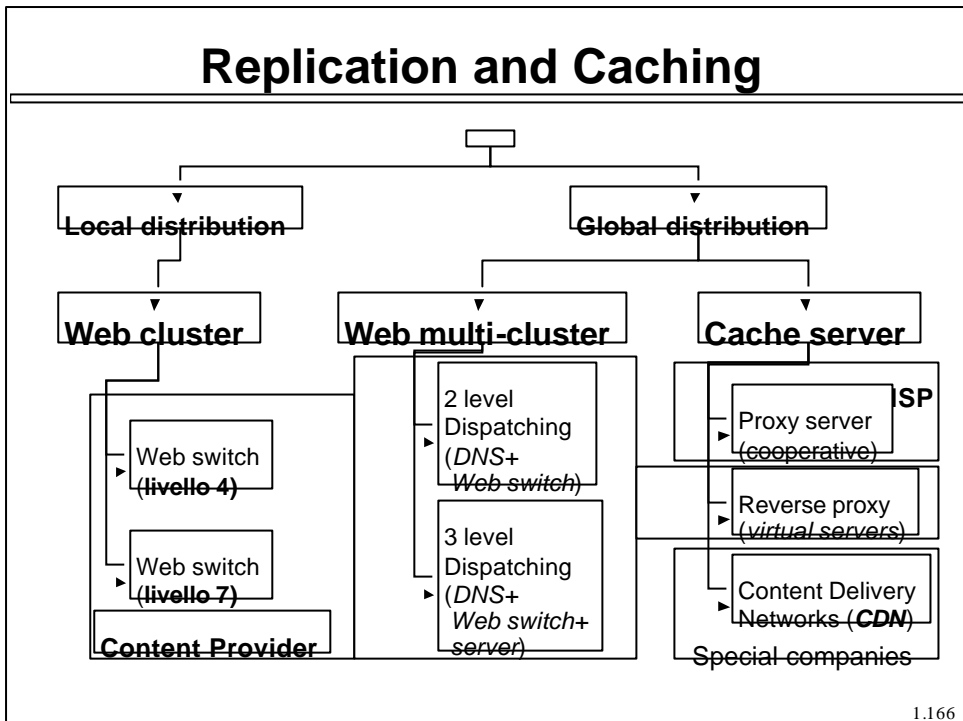 Replication and Caching
Local distribution
Global distribution
Web cluster
Web multi-cluster
Cache server
Web switch
(livello 4)
Web switch
(livello 7)
Content Provider
2 level
Dispatching
(DNS+
Web switch)
3 level
Dispatching
(DNS+
Web switch+
server)
ISP
Proxy server
(cooperative)
Reverse proxy
(virtual servers)
Content Delivery
Networks (CDN)
Special companies
1.166